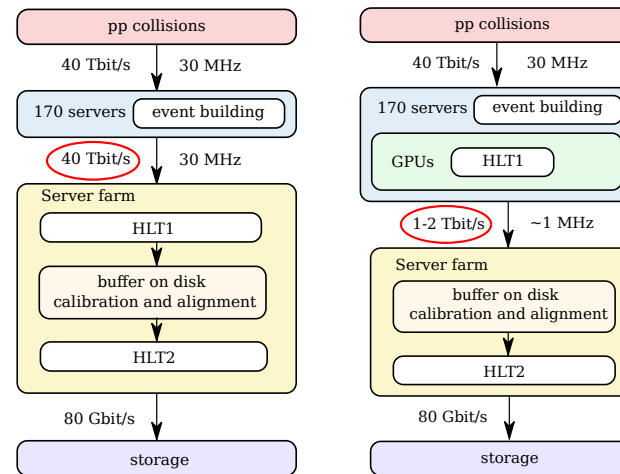 pp collisions
40 Tbit/s 30 MHz
170 servers event building
40 Tbit/s 30 MHz
Server farm
HLT1
buffer on disk
calibration and alignment
HLT2
80 Gbit/s
storage
pp collisions
40 Tbit/s 30 MHz
170 servers event building
GPUs HLT1
1-2 Tbit/s ~1 MHz
Server farm
buffer on disk
calibration and alignment
HLT2
80 Gbit/s
storage